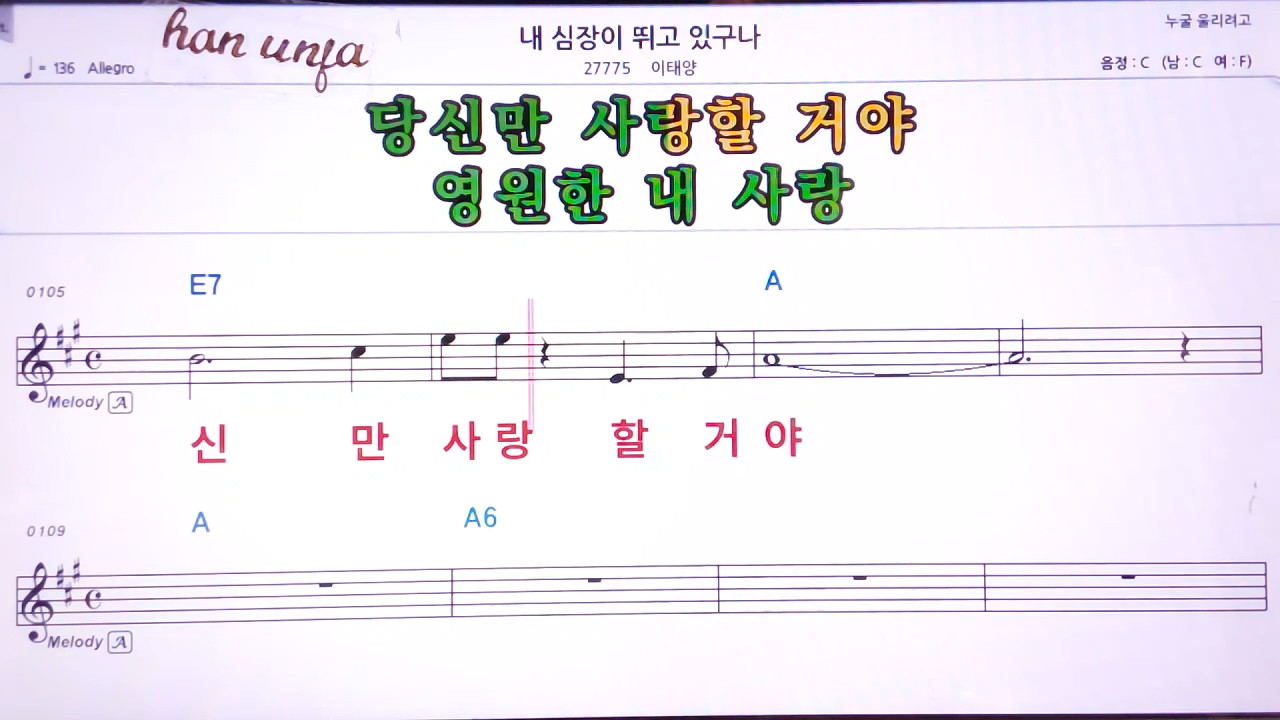 han unfa
내 심장이 뛰고 있구나
누굴 울리려고
♩ = 136 Allegro
27775 이태양
음정 : C (남 : C 여 : F)
당신만 사랑할 거야
영원한 내 사랑
0105
E7 A
Melody A
신 만 사 랑 할 거 야
0109
A A6
Melody A